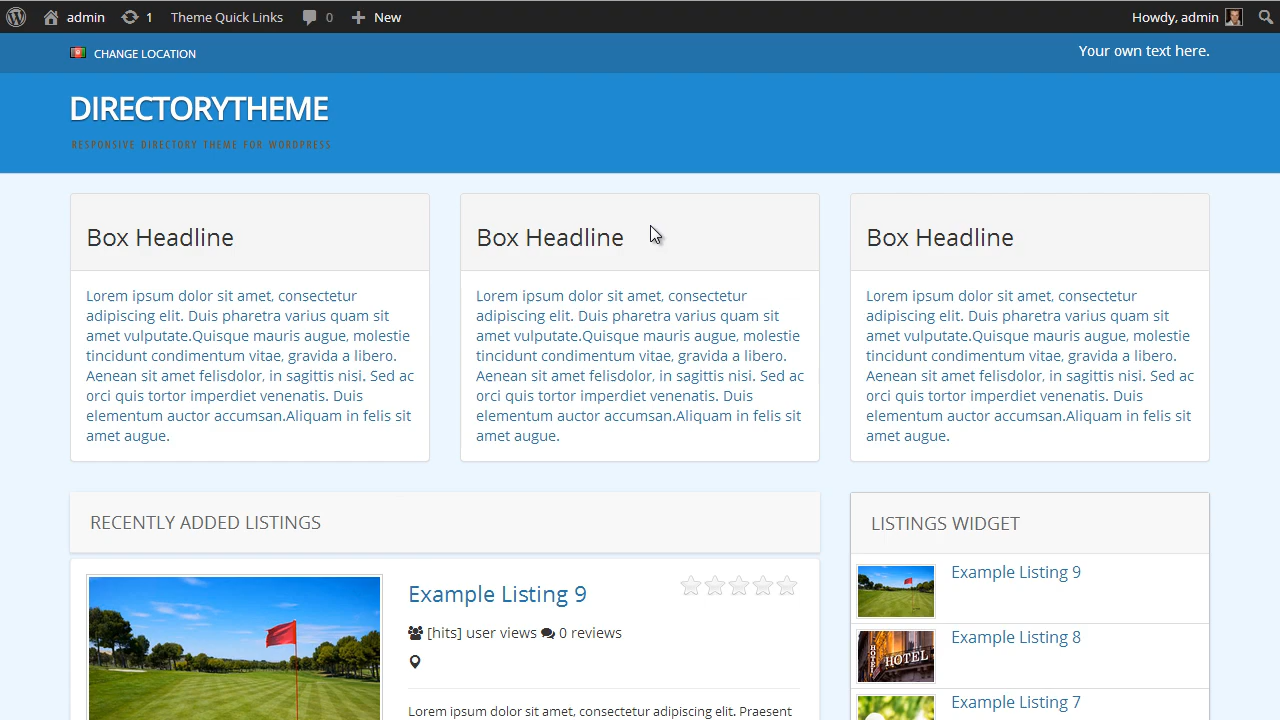 admin
1
Theme Quick Links
0
New
Howdy, admin
CHANGE LOCATION
Your own text here.
DIRECTORYTHEME
RESPONSIVE DIRECTORY THEME FOR WORDPRESS
Box Headline
Lorem ipsum dolor sit amet, consectetur
adipiscing elit. Duis pharetra varius quam sit
amet vulputate.Quisque mauris augue, molestie
tincidunt condimentum vitae, gravida a libero.
Aenean sit amet felisdolor, in sagittis nisi. Sed ac
orci quis tortor imperdiet venenatis. Duis
elementum auctor accumsan.Aliquam in felis sit
amet augue.
Box Headline
Lorem ipsum dolor sit amet, consectetur
adipiscing elit. Duis pharetra varius quam sit
amet vulputate.Quisque mauris augue, molestie
tincidunt condimentum vitae, gravida a libero.
Aenean sit amet felisdolor, in sagittis nisi. Sed ac
orci quis tortor imperdiet venenatis. Duis
elementum auctor accumsan.Aliquam in felis sit
amet augue.
Box Headline
Lorem ipsum dolor sit amet, consectetur
adipiscing elit. Duis pharetra varius quam sit
amet vulputate.Quisque mauris augue, molestie
tincidunt condimentum vitae, gravida a libero.
Aenean sit amet felisdolor, in sagittis nisi. Sed ac
orci quis tortor imperdiet venenatis. Duis
elementum auctor accumsan.Aliquam in felis sit
amet augue.
RECENTLY ADDED LISTINGS
Example Listing 9
[hits] user views 0 reviews
Lorem ipsum dolor sit amet, consectetur adipiscing elit. Praesent
LISTINGS WIDGET
Example Listing 9
HOTEL
HOTEL
Example Listing 8
Example Listing 7